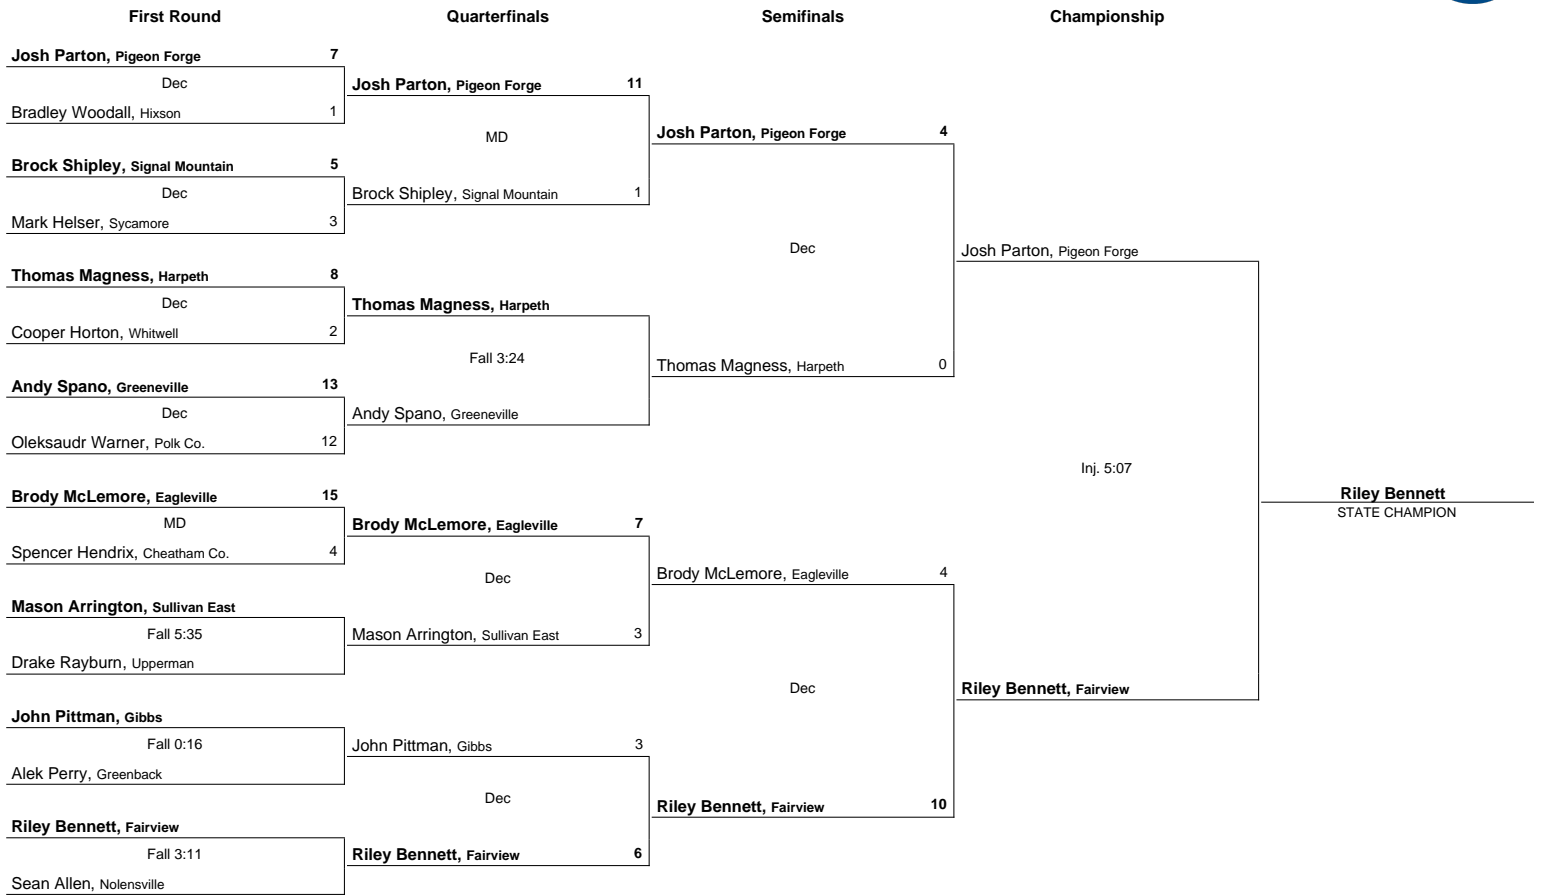 First Round Quarterfinals Semifinals Championship
Josh Parton, Pigeon Forge 7
Dec
Bradley Woodall, Hixson 1
Brock Shipley, Signal Mountain 5
Dec
Mark Helser, Sycamore 3
Thomas Magness, Harpeth 8
Dec
Cooper Horton, Whitwell 2
Andy Spano, Greeneville 13
Dec
Oleksaudr Warner, Polk Co. 12
Brody McLemore, Eagleville 15
MD
Spencer Hendrix, Cheatham Co. 4
Mason Arrington, Sullivan East
Fall 5:35
Drake Rayburn, Upperman
John Pittman, Gibbs
Fall 0:16
Alek Perry, Greenback
Riley Bennett, Fairview
Fall 3:11
Sean Allen, Nolensville
Josh Parton, Pigeon Forge 11
MD
Brock Shipley, Signal Mountain 1
Thomas Magness, Harpeth
Fall 3:24
Andy Spano, Greeneville
Brody McLemore, Eagleville 7
Dec
Mason Arrington, Sullivan East 3
John Pittman, Gibbs 3
Dec
Riley Bennett, Fairview 6
Josh Parton, Pigeon Forge 4
Dec
Thomas Magness, Harpeth 0
Brody McLemore, Eagleville 4
Dec
Riley Bennett, Fairview 10
Josh Parton, Pigeon Forge
Inj. 5:07
Riley Bennett, Fairview
Riley Bennett
STATE CHAMPION